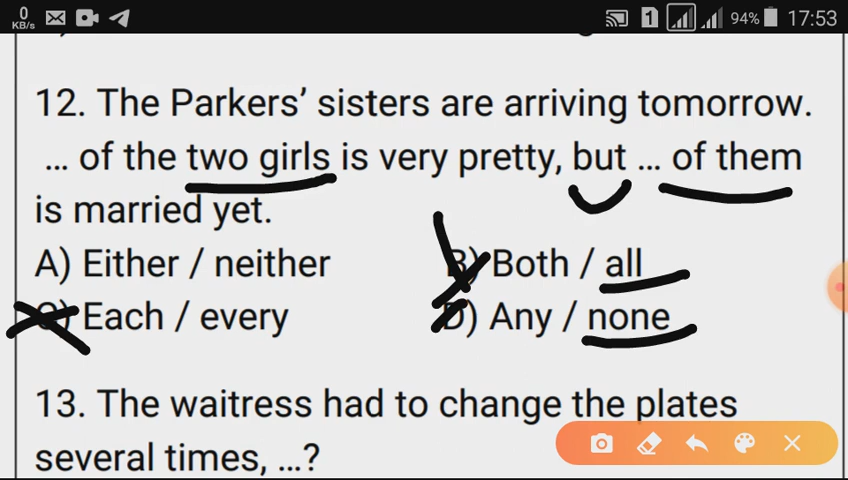 0
KB/s
1
94%
17:53
12. The Parkers’ sisters are arriving tomorrow.
... of the two girls is very pretty, but ... of them
is married yet.
A) Either / neither
B) Both / all
C) Each / every
D) Any / none
13. The waitress had to change the plates
several times, ...?